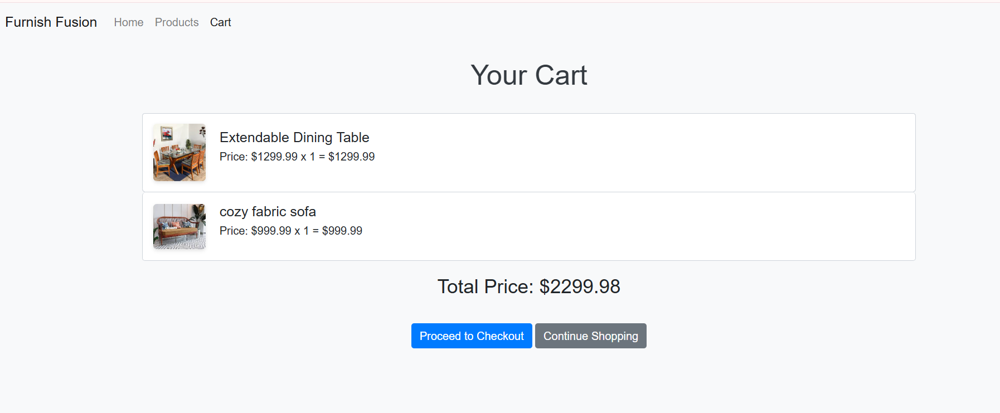 Furnish Fusion Home Products Cart
Your Cart
Extendable Dining Table
Price: $1299.99 x 1 = $1299.99
cozy fabric sofa
Price: $999.99 x 1 = $999.99
Total Price: $2299.98
Proceed to Checkout Continue Shopping